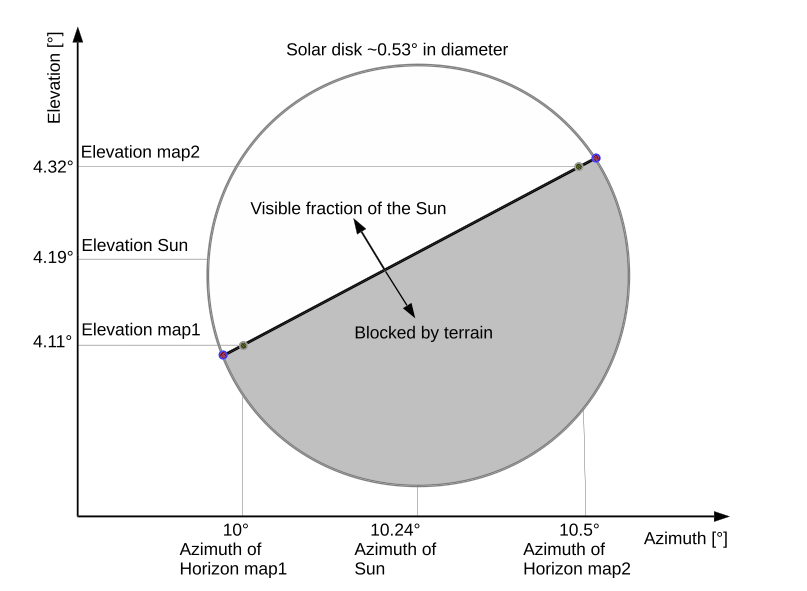 Solar disk ~0.53° in diameter
Elevation [°]
Elevation map2
4.32°
Visible fraction of the Sun
Elevation Sun
4.19°
Elevation map1
4.11°
Blocked by terrain
10°
Azimuth of
Horizon map1
10.24°
Azimuth of
Sun
10.5°
Azimuth of
Horizon map2
Azimuth [°]